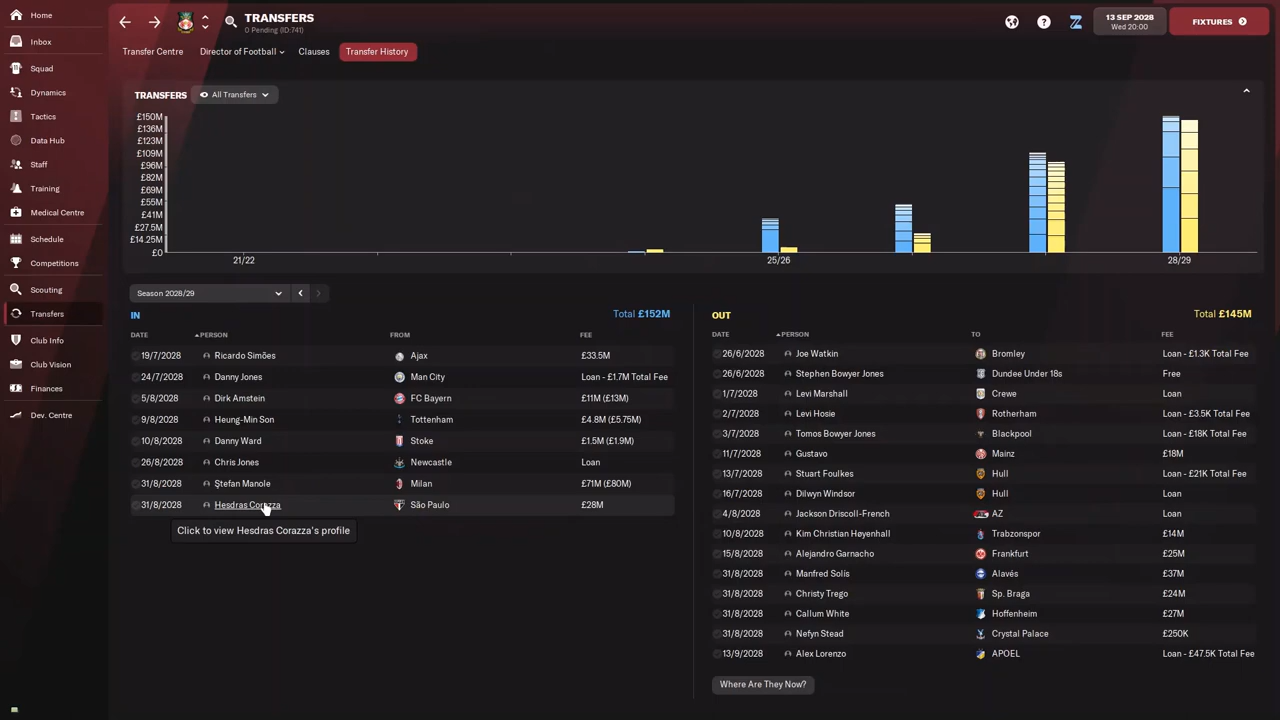 Home
Inbox
Squad
Dynamics
Tactics
Data Hub
Staff
Training
Medical Centre
Schedule
Competitions
Scouting
Transfers
Club Info
Club Vision
Finances
Dev. Centre
TRANSFERS
0 Pending (ID:741)
13 SEP 2028
Wed 20:00
FIXTURES
Transfer Centre Director of Football Clauses Transfer History
TRANSFERS All Transfers
£150M
£136M
£123M
£109M
£96M
£82M
£69M
£55M
£41M
£27.5M
£14.25M
£0
21/22 25/26 28/29
Season 2028/29
IN Total £152M
DATE PERSON FROM FEE
19/7/2028 Ricardo Simões Ajax £33.5M
24/7/2028 Danny Jones Man City Loan - £1.7M Total Fee
5/8/2028 Dirk Amstein FC Bayern £11M (£13M)
9/8/2028 Heung-Min Son Tottenham £4.8M (£5.75M)
10/8/2028 Danny Ward Stoke £1.5M (£1.9M)
26/8/2028 Chris Jones Newcastle Loan
31/8/2028 Ştefan Manole Milan £71M (£80M)
31/8/2028 Hesdras Corazza São Paulo £28M
Click to view Hesdras Corazza's profile
OUT Total £145M
DATE PERSON TO FEE
26/6/2028 Joe Watkin Bromley Loan - £1.3K Total Fee
26/6/2028 Stephen Bowyer Jones Dundee Under 18s Free
1/7/2028 Levi Marshall Crewe Loan
2/7/2028 Levi Hosie Rotherham Loan - £3.5K Total Fee
3/7/2028 Tomos Bowyer Jones Blackpool Loan - £18K Total Fee
11/7/2028 Gustavo Mainz £18M
13/7/2028 Stuart Foulkes Hull Loan - £21K Total Fee
16/7/2028 Dilwyn Windsor Hull Loan
4/8/2028 Jackson Driscoll-French AZ Loan
10/8/2028 Kim Christian Høyenhall Trabzonspor £14M
15/8/2028 Alejandro Garnacho Frankfurt £25M
31/8/2028 Manfred Solís Alavés £37M
31/8/2028 Christy Trego Sp. Braga £24M
31/8/2028 Callum White Hoffenheim £27M
31/8/2028 Nefyn Stead Crystal Palace £250K
13/9/2028 Alex Lorenzo APOEL Loan - £47.5K Total Fee
Where Are They Now?